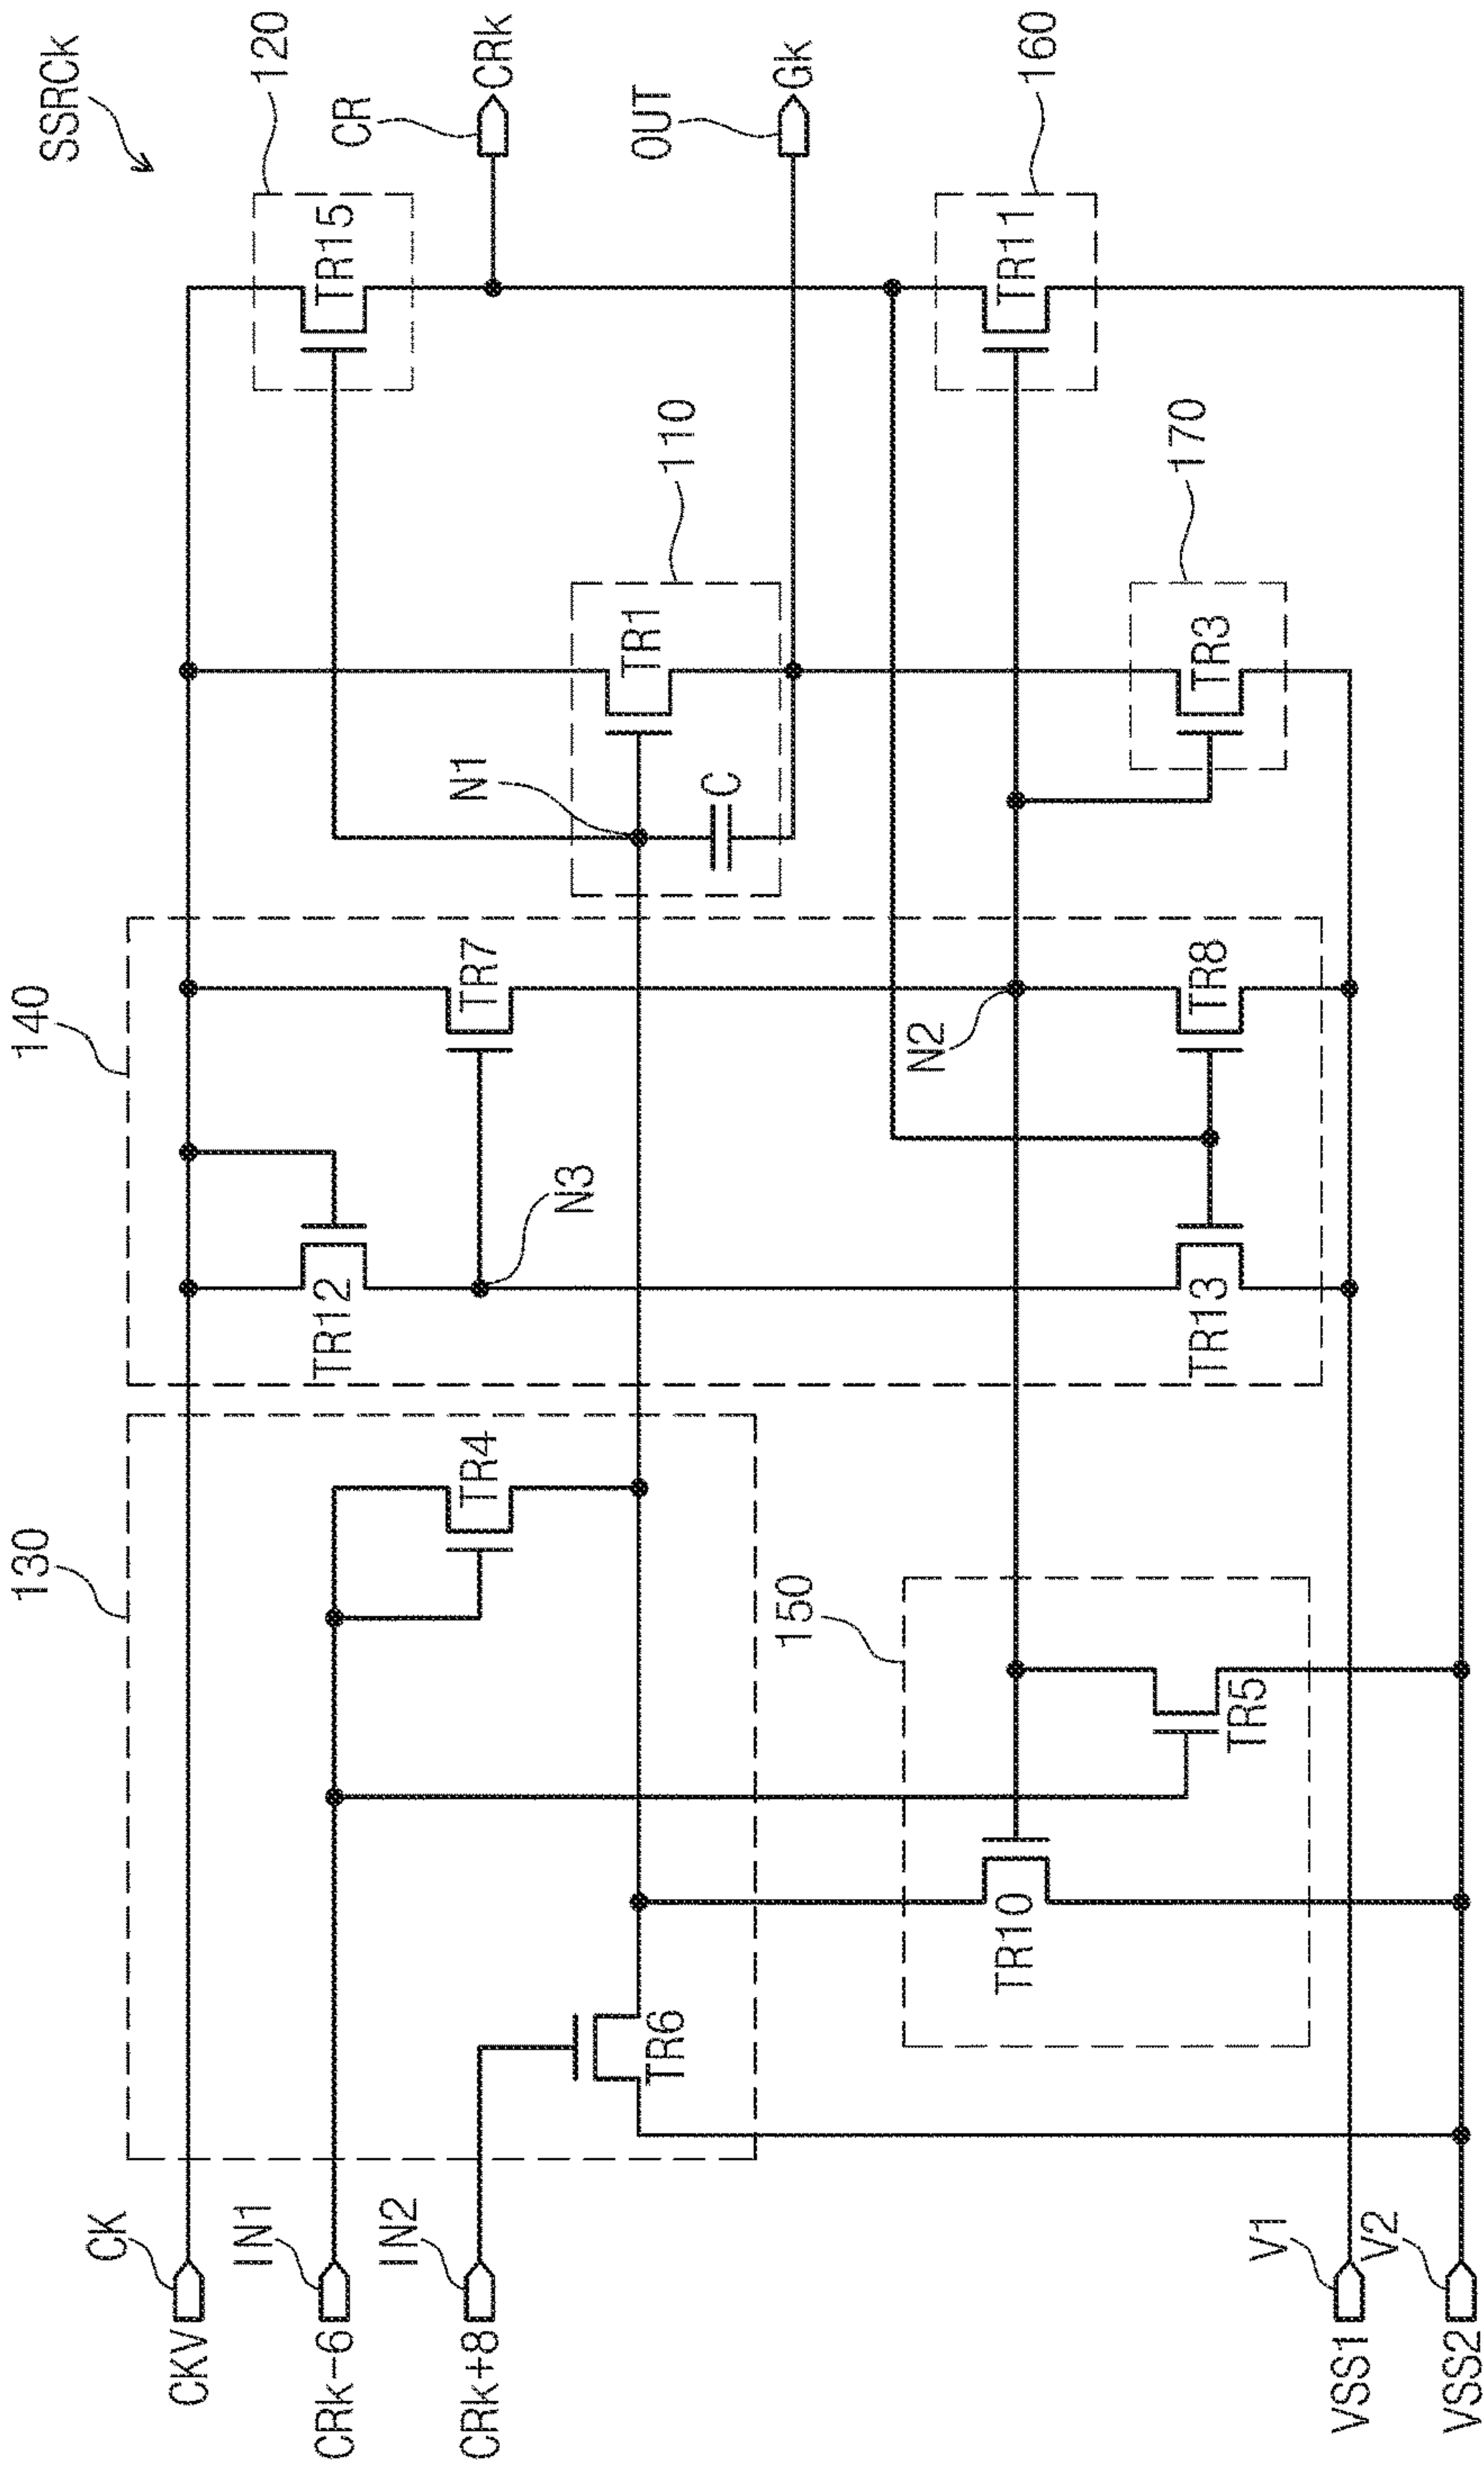 SSRCk
120
TR15
CR
CRk
OUT
Gk
160
TR11
110
TR1
N1
C
170
TR3
140
TR7
N2
TR8
N3
TR12
TR13
130
TR4
150
TR5
TR10
TR6
CK
CKV
IN1
CRk-6
IN2
CRk+8
V1
VSS1
V2
VSS2